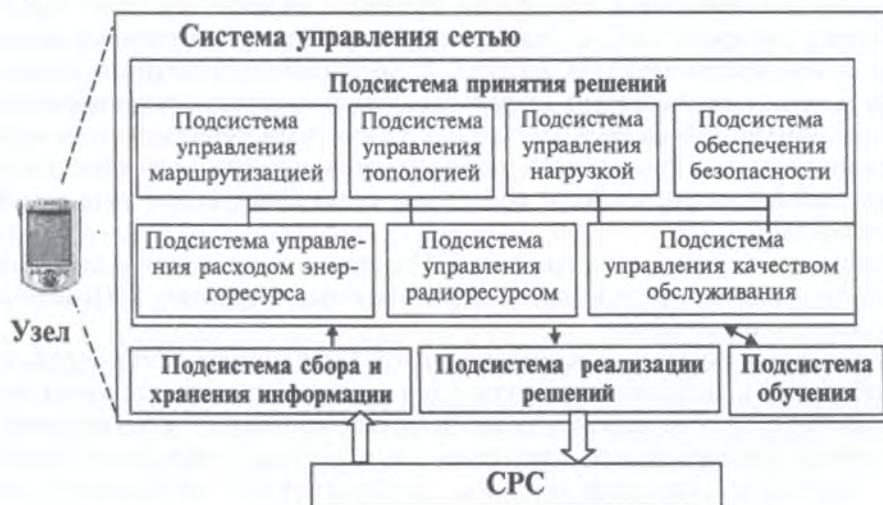 Система управления сетью
Подсистема принятия решений
Подсистема
управления
маршрутизацией
Подсистема
управления
топологией
Подсистема
управления
нагрузкой
Подсистема
обеспечения
безопасности
Подсистема управле-
ния расходом энер-
горесурса
Подсистема
управления
радиоресурсом
Подсистема
управления качеством
обслуживания
Узел
Подсистема сбора и
хранения информации
Подсистема реализации
решений
Подсистема
обучения
СРС